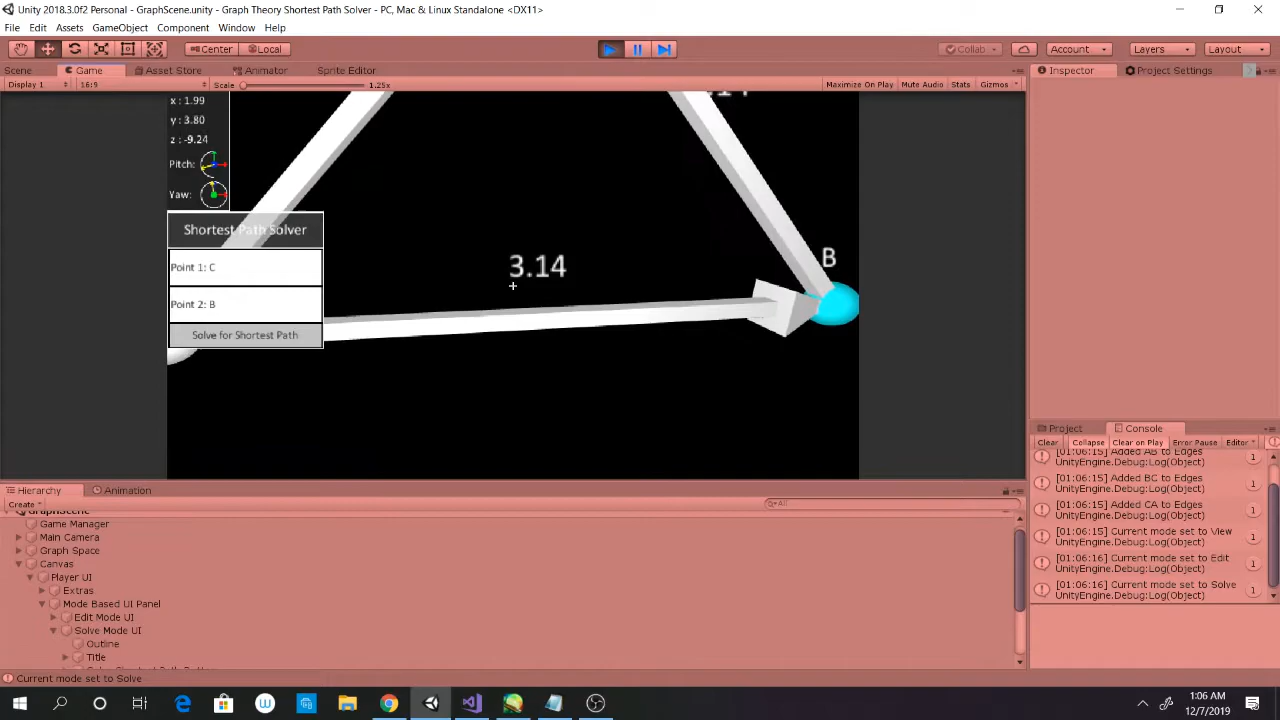 Unity 2018.3.0f2 Personal - GraphScene.unity - Graph Theory Shortest Path Solver - PC, Mac & Linux Standalone <DX11>
File Edit Assets GameObject Component Window Help
Center Local Collab Account Layers Layout
Scene Game Asset Store Animator Sprite Editor Inspector Project Settings
Display 1 16:9 Scale 1.25x Maximize On Play Mute Audio Stats Gizmos
x : 1.99
y : 3.80
z : -9.24
Pitch:
Yaw:
Shortest Path Solver
Point 1: C
Point 2: B
Solve for Shortest Path
3.14
B
Project Console
Clear Collapse Clear on Play Error Pause Editor
[01:06:15] Added AB to Edges
UnityEngine.Debug:Log(Object)
1
[01:06:15] Added BC to Edges
UnityEngine.Debug:Log(Object)
1
[01:06:15] Added CA to Edges
UnityEngine.Debug:Log(Object)
1
[01:06:15] Current mode set to View
UnityEngine.Debug:Log(Object)
1
[01:06:16] Current mode set to Edit
UnityEngine.Debug:Log(Object)
1
[01:06:16] Current mode set to Solve
UnityEngine.Debug:Log(Object)
1
Hierarchy Animation
Create All
GraphScene
Game Manager
Main Camera
Graph Space
Canvas
Player UI
Extras
Mode Based UI Panel
Edit Mode UI
Solve Mode UI
Outline
Title
Current mode set to Solve
1:06 AM
12/7/2019